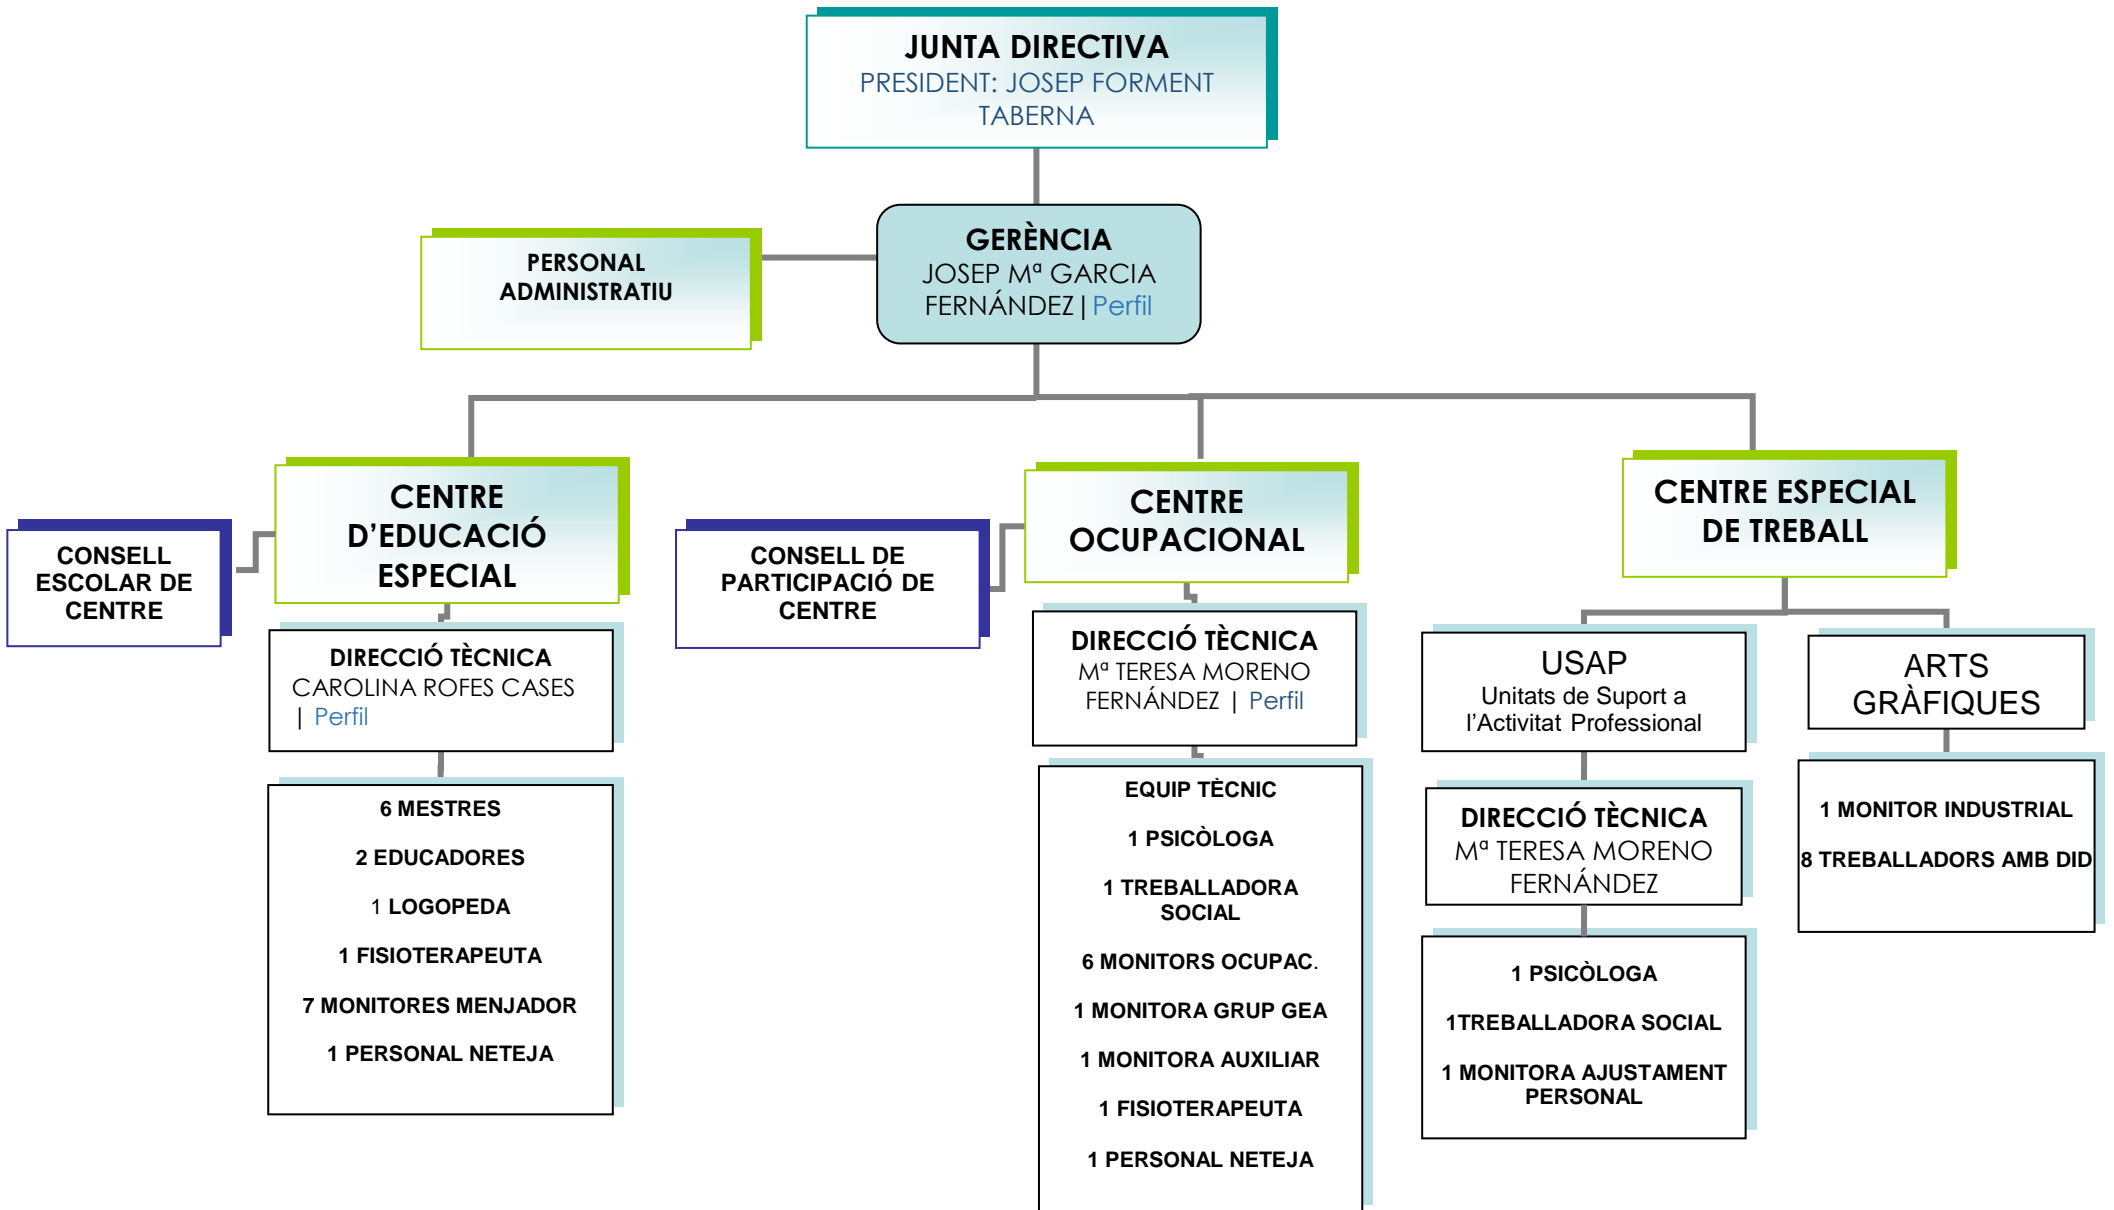 JUNTA DIRECTIVA
PRESIDENT: JOSEP FORMENT
TABERNA
GERÈNCIA
JOSEP Mª GARCIA
FERNÁNDEZ|Perfil
PERSONAL
ADMINISTRATIU
CENTRE
D’EDUCACIÓ
ESPECIAL
CONSELL
ESCOLAR DE
CENTRE
DIRECCIÓ TÈCNICA
CAROLINA ROFES CASES
| Perfil
6 MESTRES
2 EDUCADORES
1 LOGOPEDA
1 FISIOTERAPEUTA
7 MONITORES MENJADOR
1 PERSONAL NETEJA
CENTRE
OCUPACIONAL
CONSELL DE
PARTICIPACIÓ DE
CENTRE
DIRECCIÓ TÈCNICA
Mª TERESA MORENO
FERNÁNDEZ | Perfil
EQUIP TÈCNIC
1 PSICÒLOGA
1 TREBALLADORA
SOCIAL
6 MONITORS OCUPAC.
1 MONITORA GRUP GEA
1 MONITORA AUXILIAR
1 FISIOTERAPEUTA
1 PERSONAL NETEJA
CENTRE ESPECIAL
DE TREBALL
USAP
Unitats de Suport a
l’Activitat Professional
DIRECCIÓ TÈCNICA
Mª TERESA MORENO
FERNÁNDEZ
1 PSICÒLOGA
1TREBALLADORA SOCIAL
1 MONITORA AJUSTAMENT
PERSONAL
ARTS
GRÀFIQUES
1 MONITOR INDUSTRIAL
8 TREBALLADORS AMB DID